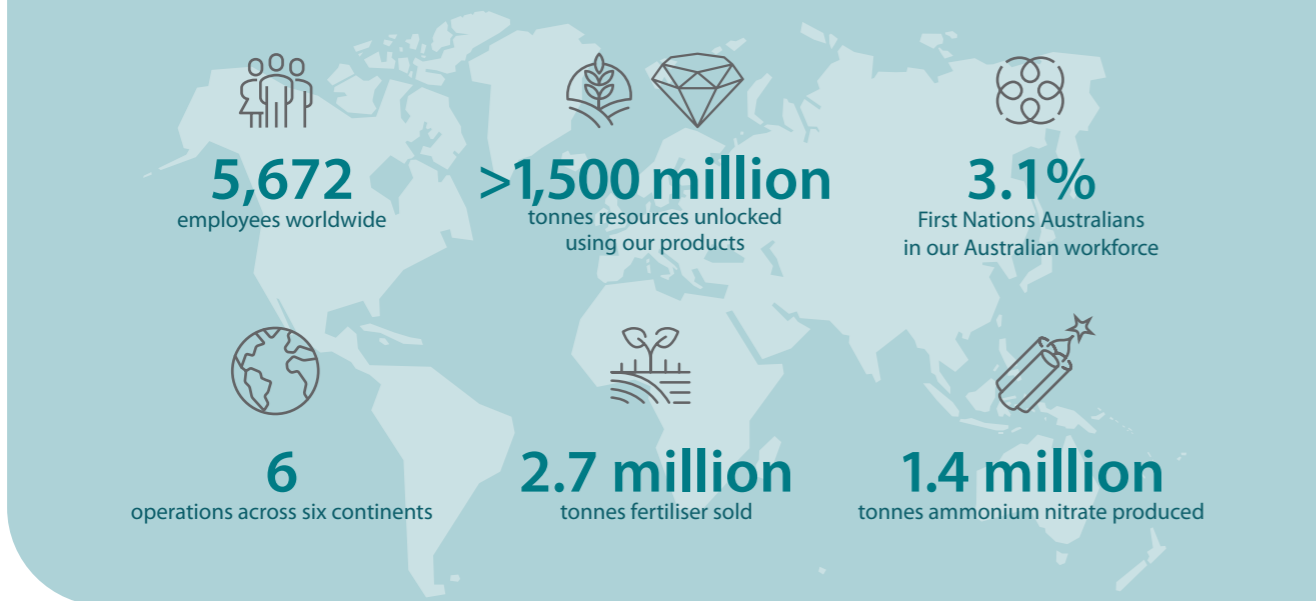 5,672
employees worldwide
>1,500 million
tonnes resources unlocked
using our products
3.1%
First Nations Australians
in our Australian workforce
6
operations across six continents
2.7 million
tonnes fertiliser sold
1.4 million
tonnes ammonium nitrate produced